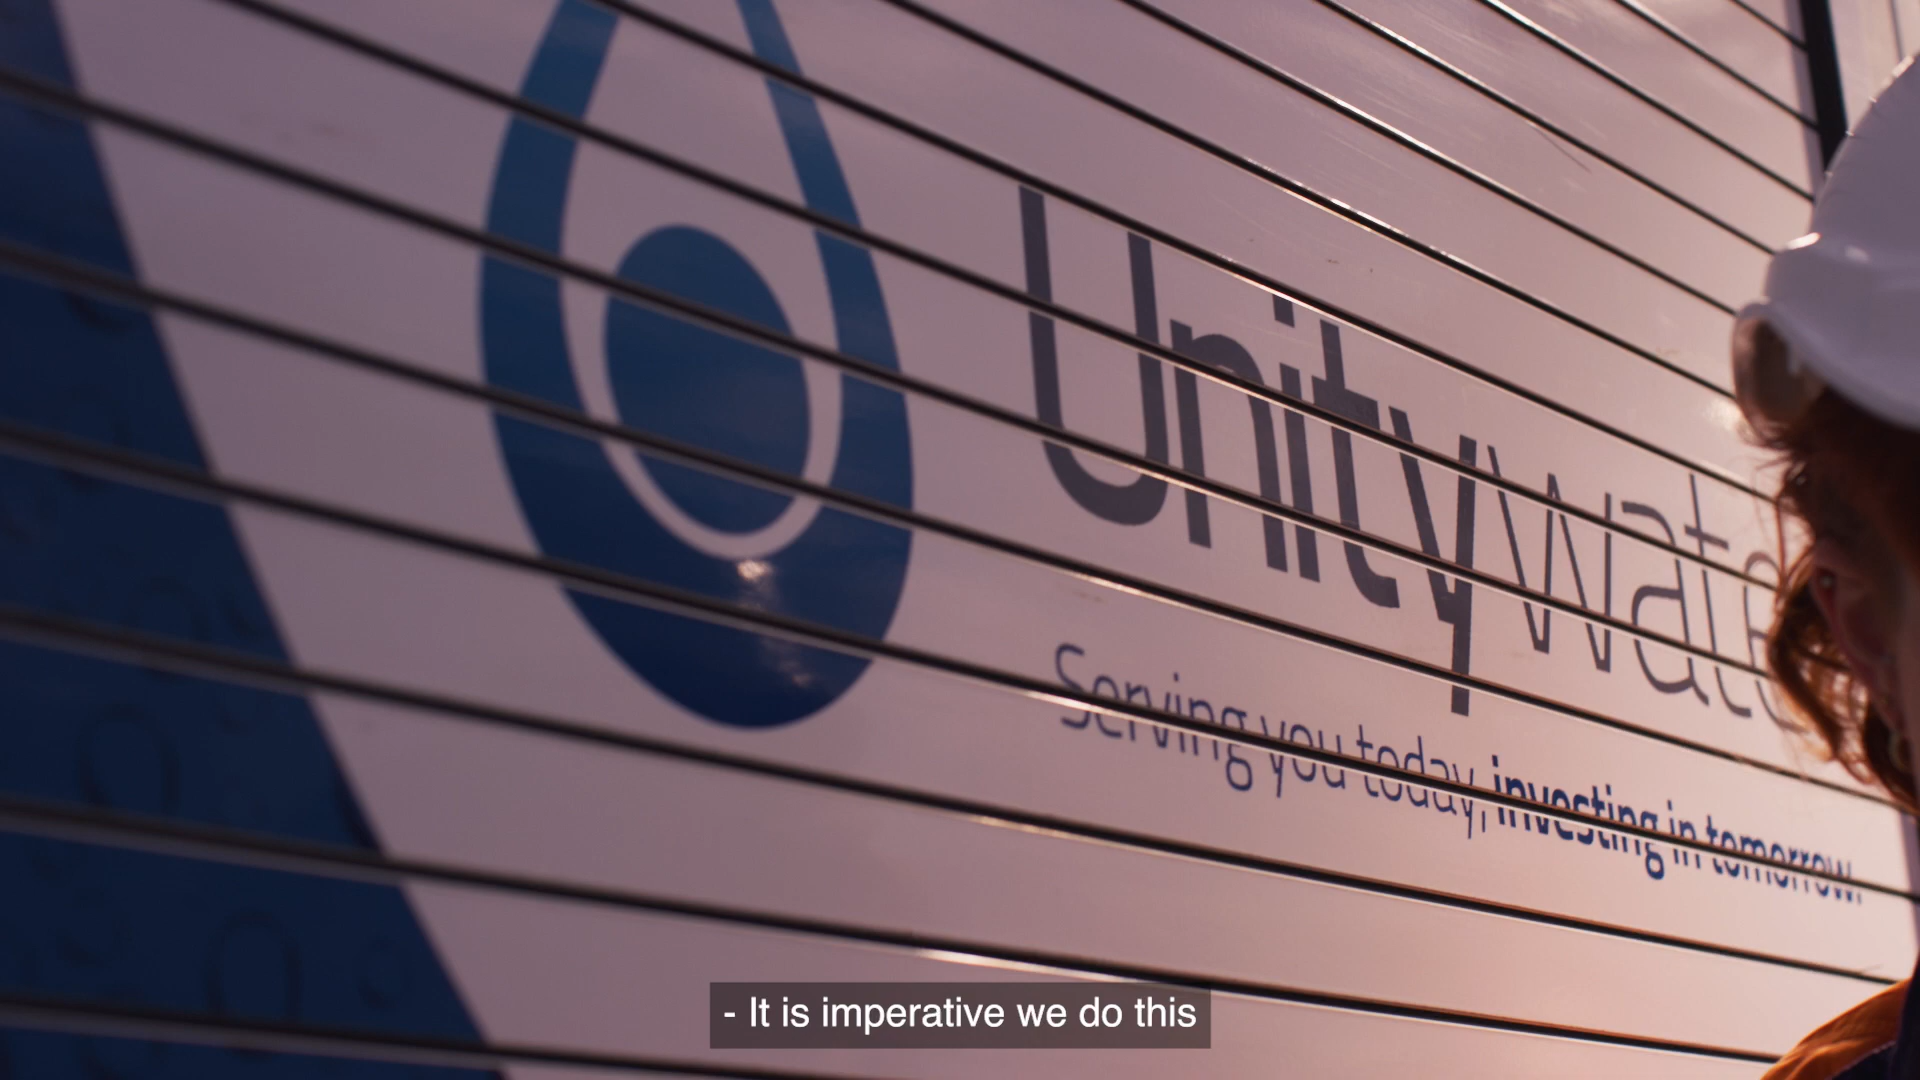 Unitywate
Serving you today, investing in tomorrow.
- It is imperative we do this